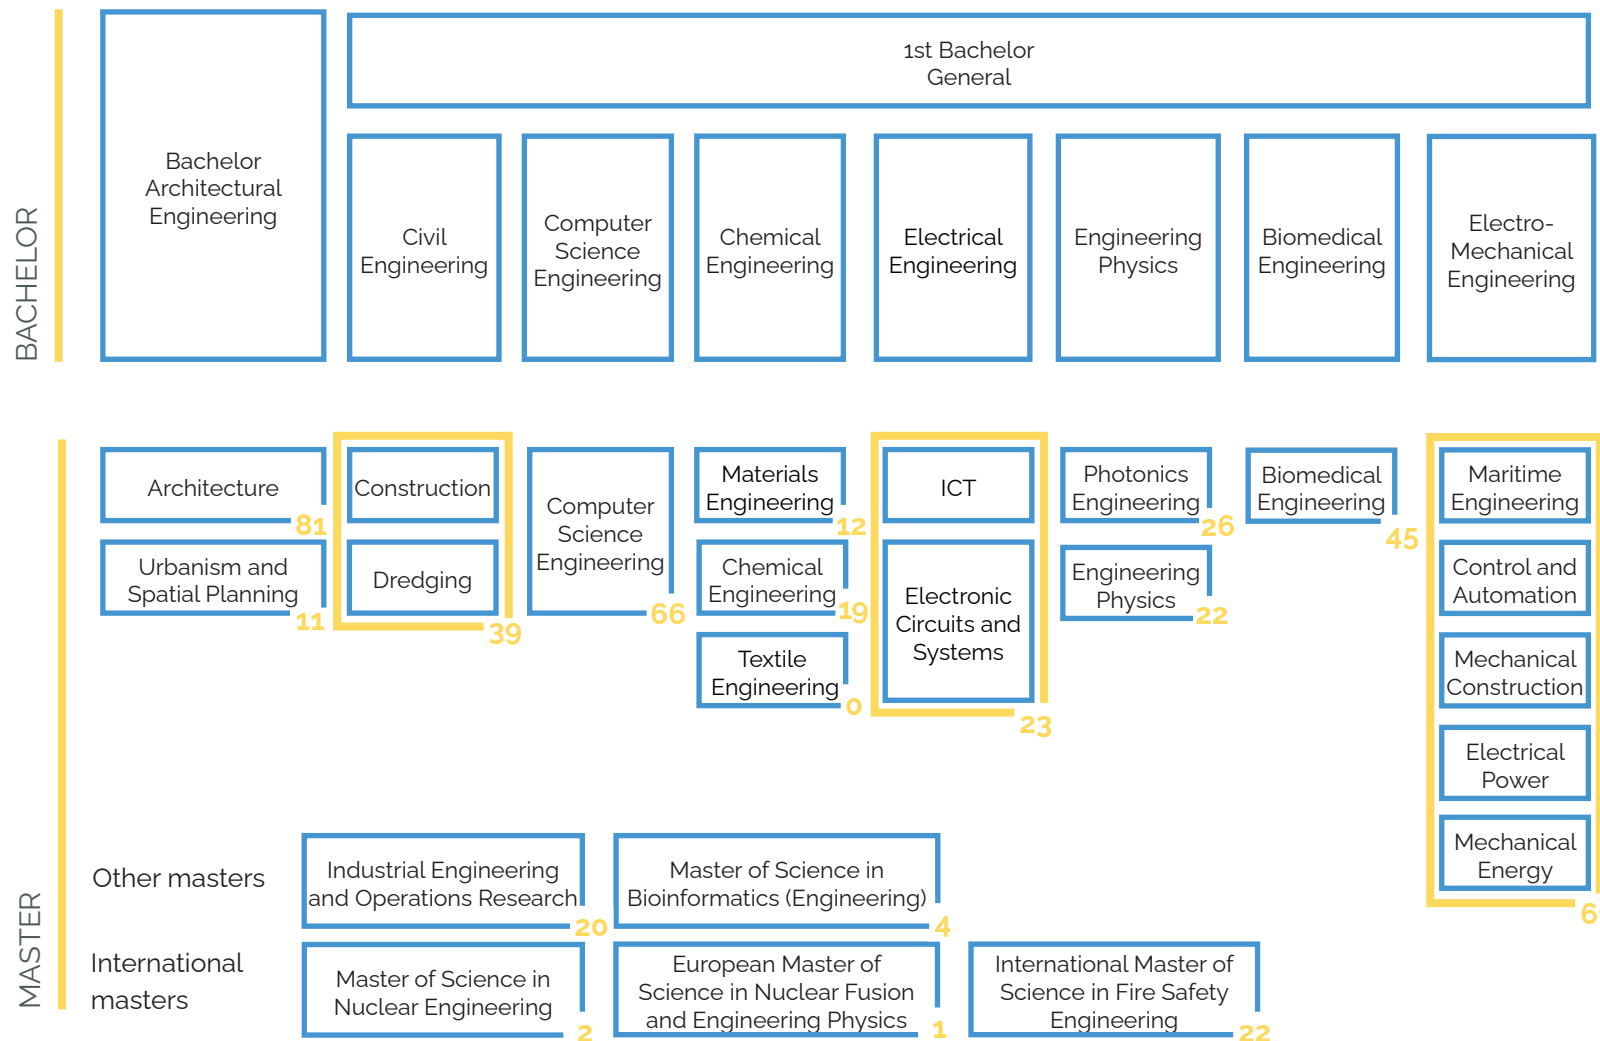 BACHELOR
Bachelor
Architectural
Engineering
1st Bachelor
General
Civil
Engineering
Computer
Science
Engineering
Chemical
Engineering
Electrical
Engineering
Engineering
Physics
Biomedical
Engineering
Electro-
Mechanical
Engineering
MASTER
Architecture
81
Urbanism and
Spatial Planning
11
Construction
Dredging
39
Computer
Science
Engineering
66
Materials
Engineering
12
Chemical
Engineering
19
Textile
Engineering
0
ICT
Electronic
Circuits and
Systems
23
Photonics
Engineering
26
Engineering
Physics
22
Biomedical
Engineering
45
Maritime
Engineering
Control and
Automation
Mechanical
Construction
Electrical
Power
Mechanical
Energy
6
Other masters
Industrial Engineering
and Operations Research
20
Master of Science in
Bioinformatics (Engineering)
4
International
masters
Master of Science in
Nuclear Engineering
2
European Master of
Science in Nuclear Fusion
and Engineering Physics
1
International Master of
Science in Fire Safety
Engineering
22